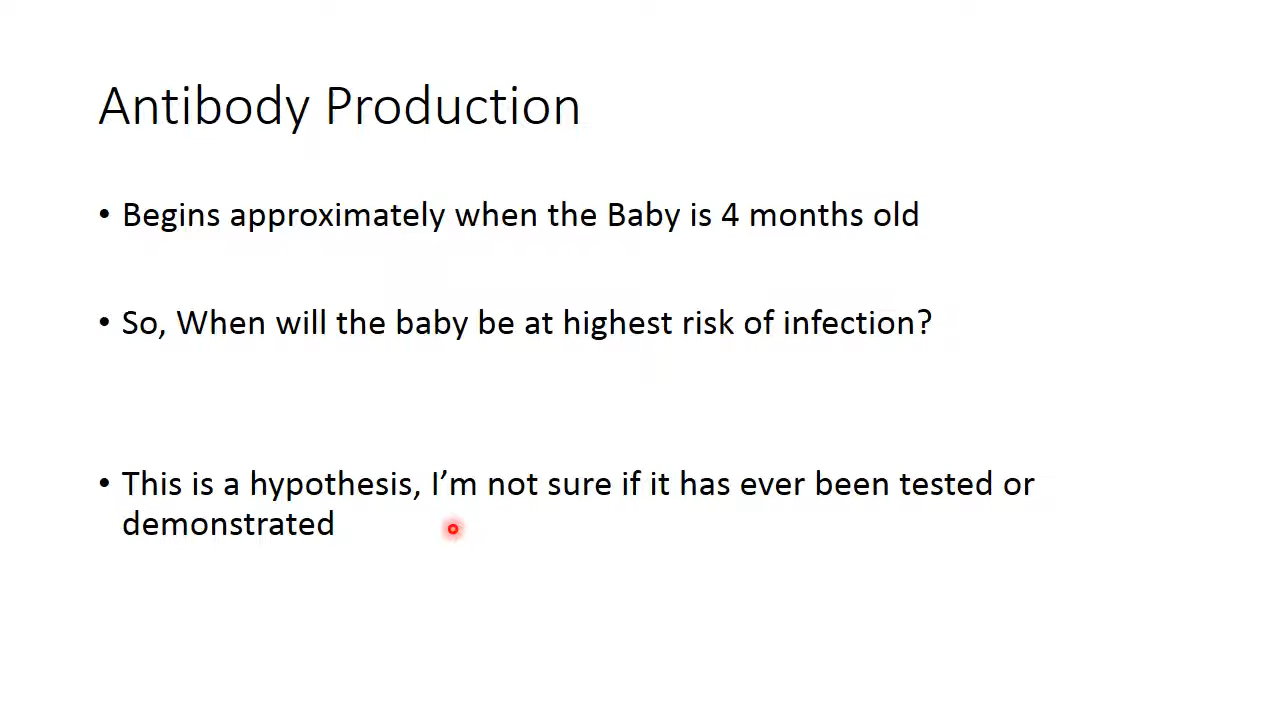 Antibody Production
• Begins approximately when the Baby is 4 months old
• So, When will the baby be at highest risk of infection?
• This is a hypothesis, I’m not sure if it has ever been tested or
demonstrated